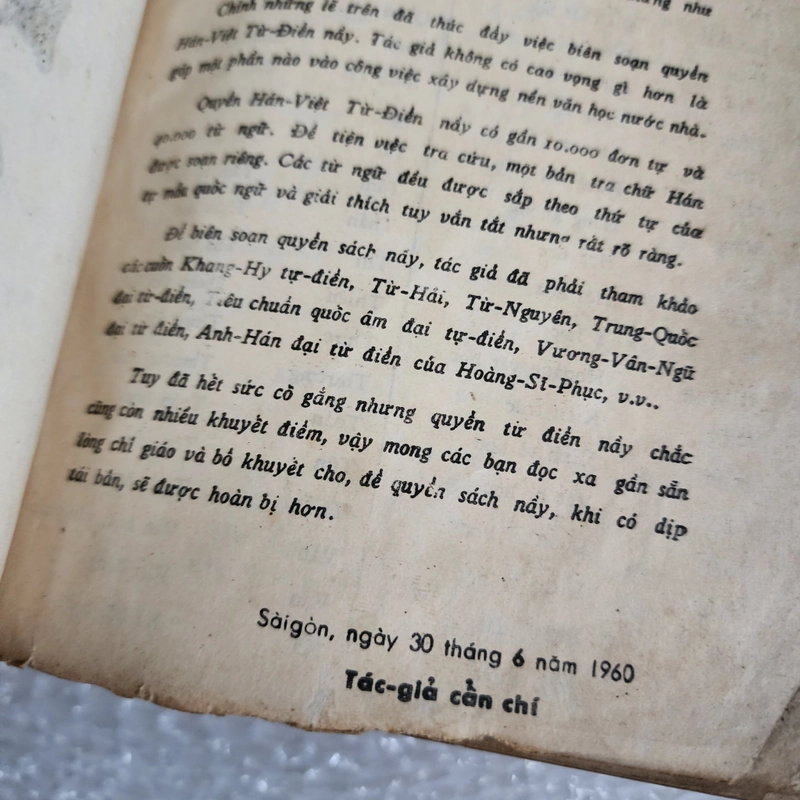 như
Chính những lẽ trên đã thúc đẩy việc biên soạn quyển
Hán-Việt Từ-Điển nầy. Tác giả không có cao vọng gì hơn là
góp một phần nào vào công việc xây dựng nền văn học nước nhà.
Quyển Hán-Việt Từ-Điển nầy có gần 10.000 đơn tự và
từ ngữ. Để tiện việc tra cứu, một bản tra chữ Hán
được soạn riêng. Các từ ngữ đều được sắp theo thứ tự của
tự mẫu quốc ngữ và giải thích tuy vắn tắt nhưng rất rõ ràng.
Để biên soạn quyển sách nầy, tác giả đã phải tham khảo
các cuốn Khang-Hy tự-điển, Từ-Hải, Từ-Nguyên, Trung-Quốc
đại từ-điển, Tiêu chuẩn quốc âm đại tự-điển, Vương-Vân-Ngũ
đại từ điển, Anh-Hán đại từ điển của Hoàng-Sĩ-Phục, v.v..
Tuy đã hết sức cố gắng nhưng quyển từ điển nầy chắc
cũng còn nhiều khuyết điểm, vậy mong các bạn đọc xa gần sẵn
lòng chỉ giáo và bổ khuyết cho, để quyển sách nầy, khi có dịp
tái bản, sẽ được hoàn bị hơn.
Sàigòn, ngày 30 tháng 6 năm 1960
Tác-giả cẩn chí